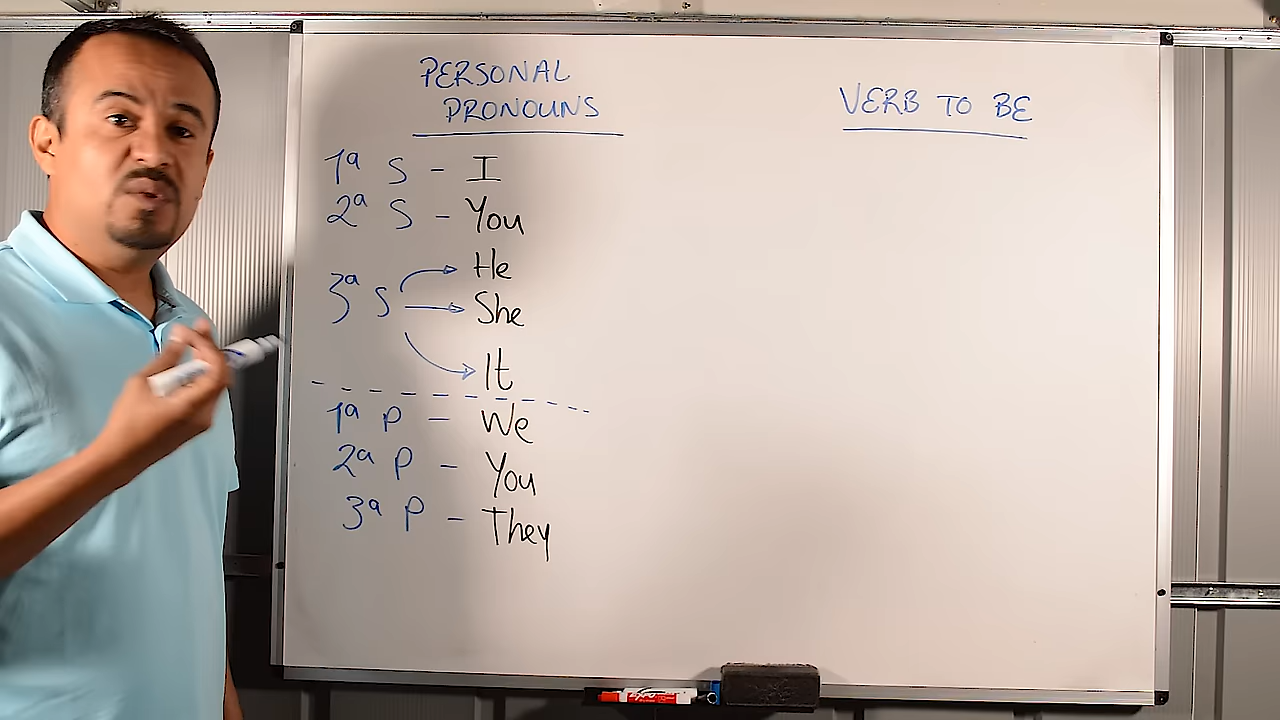 PERSONAL
PRONOUNS
1ª S - I
2ª S - You
3ª S
He
She
It
1ª P - We
2ª P - You
3ª P - They
VERB TO BE